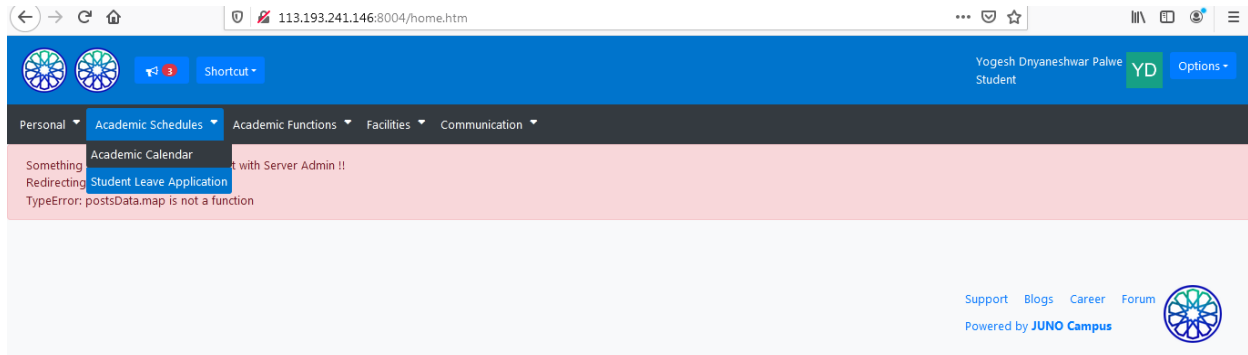 113.193.241.146:8004/home.htm
3 Shortcut
Yogesh Dnyaneshwar Palwe
Student
YD
Options
Personal Academic Schedules Academic Functions Facilities Communication
Academic Calendar
Student Leave Application
Something t with Server Admin !!
Redirecting
TypeError: postsData.map is not a function
Support Blogs Career Forum
Powered by JUNO Campus